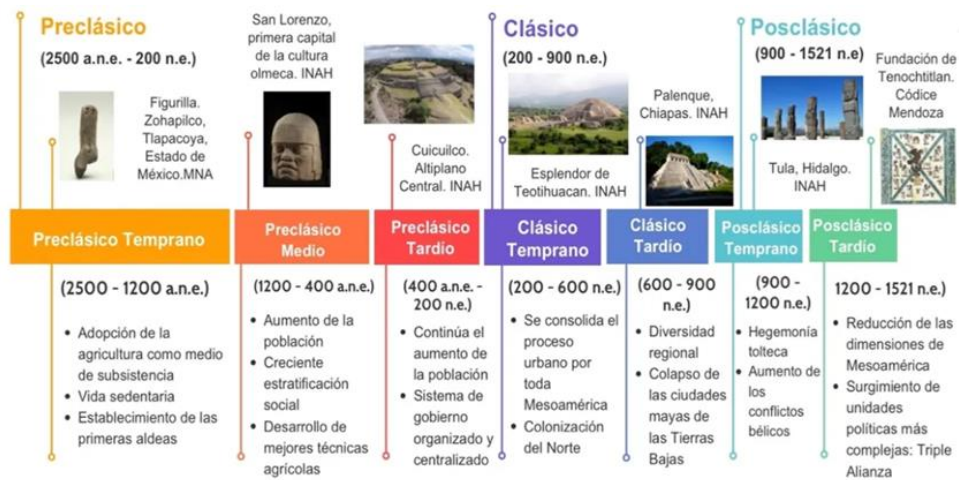 Preclásico
(2500 a.n.e. - 200 n.e.)
Figurilla.
Zohapilco,
Tlapacoya,
Estado de
México.MNA
San Lorenzo,
primera capital
de la cultura
olmeca. INAH
Cuicuilco.
Altiplano
Central. INAH
Clásico
(200 - 900 n.e.)
Esplendor de
Teotihuacan. INAH
Palenque,
Chiapas. INAH
Posclásico
(900 - 1521 n.e)
Tula, Hidalgo.
INAH
Fundación de
Tenochtitlan.
Códice
Mendoza
Preclásico Temprano
(2500 - 1200 a.n.e.)
• Adopción de la
agricultura como medio
de subsistencia
• Vida sedentaria
• Establecimiento de las
primeras aldeas
Preclásico
Medio
(1200 - 400 a.n.e.)
• Aumento de la
población
• Creciente
estratificación
social
• Desarrollo de
mejores técnicas
agrícolas
Preclásico
Tardío
(400 a.n.e. -
200 n.e.)
• Continúa el
aumento de
la población
• Sistema de
gobierno
organizado y
centralizado
Clásico
Temprano
(200 - 600 n.e.)
• Se consolida el
proceso
urbano por
toda
Mesoamérica
• Colonización
del Norte
Clásico
Tardío
(600 - 900
n.e.)
• Diversidad
regional
• Colapso de
las ciudades
mayas de
las Tierras
Bajas
Posclásico
Temprano
(900 -
1200 n.e.)
• Hegemonía
tolteca
• Aumento de
los
conflictos
bélicos
Posclásico
Tardío
1200 - 1521 n.e.)
• Reducción de las
dimensiones de
Mesoamérica
• Surgimiento de
unidades
políticas más
complejas: Triple
Alianza